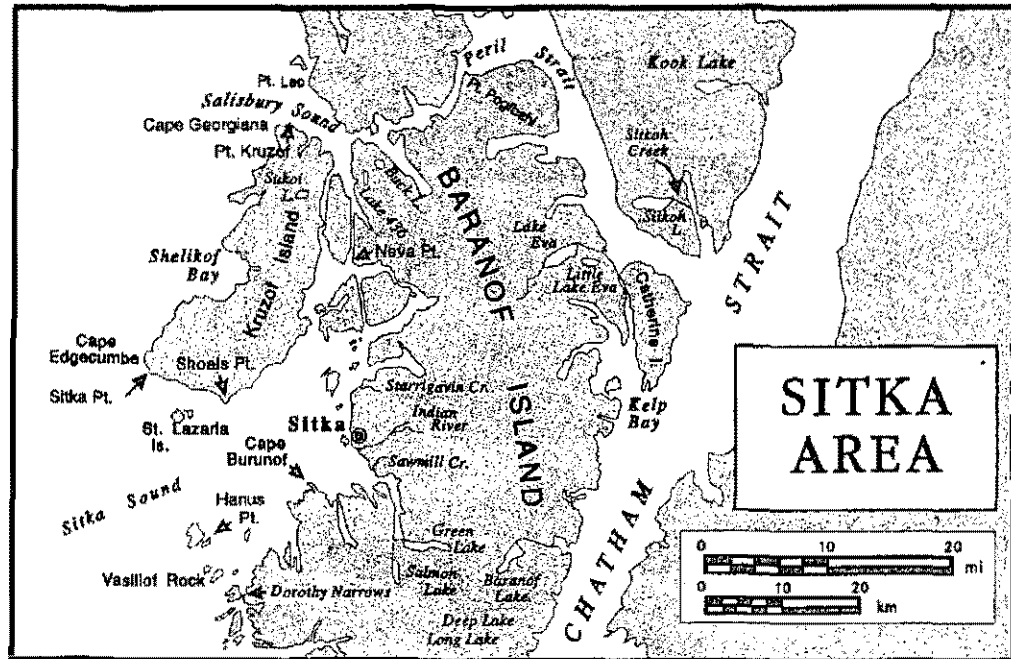 Peril
Strait
Kook Lake
Pt. Leo
Salisbury Sound
Cape Georgiana
Pt. Kruzof
Sukoi I.
Sitkoh
Creek
Back L.
Lake
Sitkoh
L.
BARANOF
ISLAND
Lake
Eva
Neva Pt.
Shelikof
Bay
Kruzof Island
Little
Lake Eva
Catherine I.
CHATHAM
STRAIT
Cape
Edgecumbe
Shoals Pt.
Sitka Pt.
Starrigavin Cr.
Kelp
Bay
Indian
River
St. Lazaria
Is.
Sitka
Cape
Burunof
Sawmill Cr.
Sitka Sound
Hanus
Pt.
Green
Lake
Vasilief Rock
Dorothy Narrows
Salmon
Lake
Baranof
Lake
Deep Lake
Long Lake
SITKA
AREA
0 10 20
mi
0 10 20
km